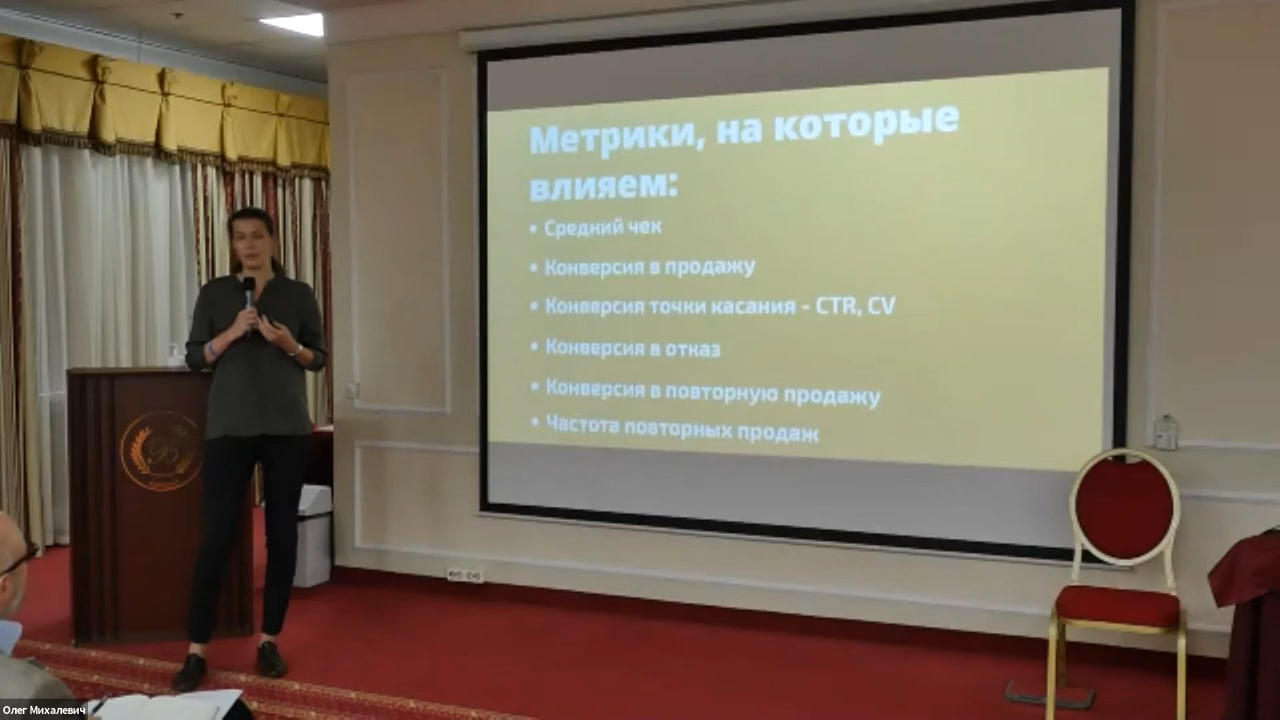 Метрики, на которые
влияем:
• Средний чек
• Конверсия в продажу
• Конверсия точки касания - CTR, CV
• Конверсия в отказ
• Конверсия в повторную продажу
• Частота повторных продаж
Олег Михалевич